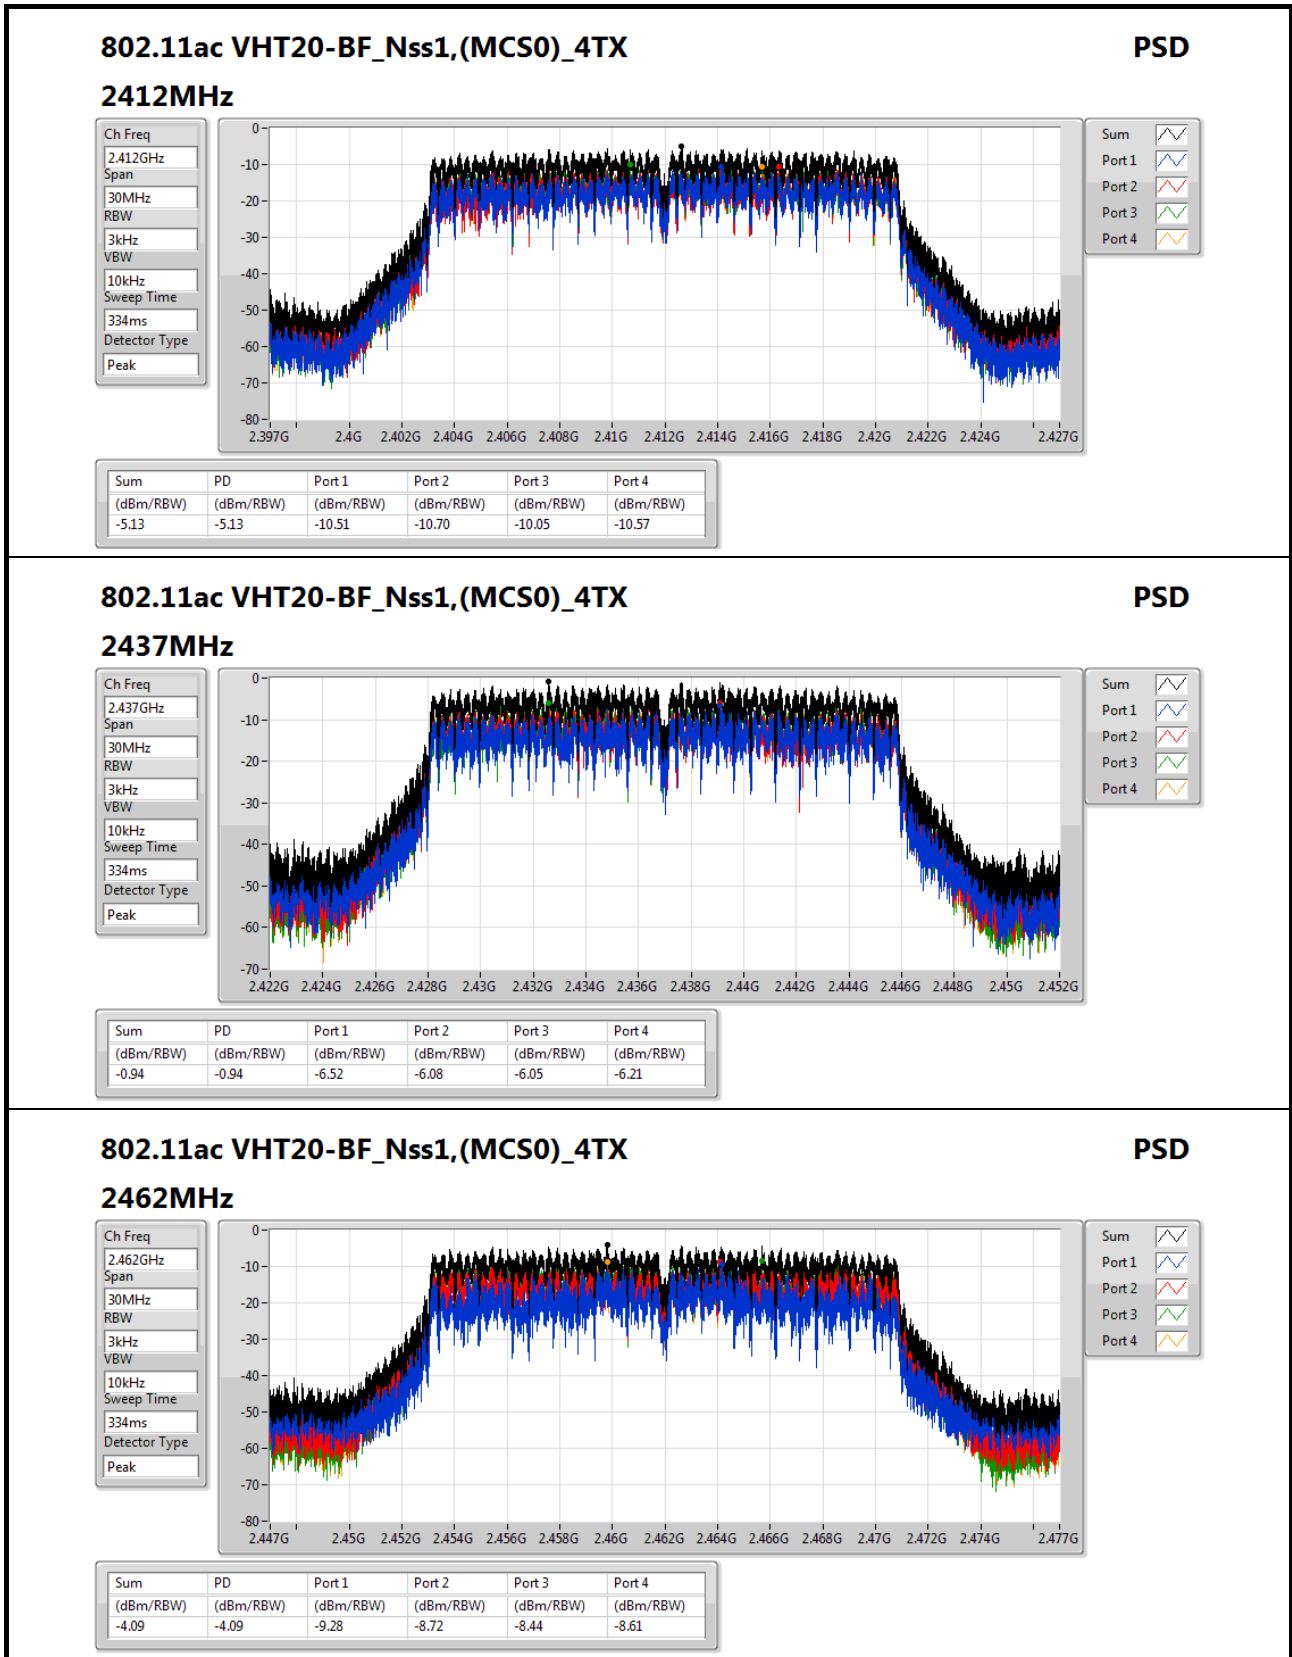 802.11ac VHT20-BF_Nss1,(MCS0)_4TX PSD
2412MHz
Ch Freq
2.412GHz
Span
30MHz
RBW
3kHz
VBW
10kHz
Sweep Time
334ms
Detector Type
Peak
0
-10
-20
-30
-40
-50
-60
-70
-80
2.397G 2.4G 2.402G 2.404G 2.406G 2.408G 2.41G 2.412G 2.414G 2.416G 2.418G 2.42G 2.422G 2.424G 2.427G
Sum
Port 1
Port 2
Port 3
Port 4
Sum PD Port 1 Port 2 Port 3 Port 4
(dBm/RBW) (dBm/RBW) (dBm/RBW) (dBm/RBW) (dBm/RBW) (dBm/RBW)
-5.13 -5.13 -10.51 -10.70 -10.05 -10.57
802.11ac VHT20-BF_Nss1,(MCS0)_4TX PSD
2437MHz
Ch Freq
2.437GHz
Span
30MHz
RBW
3kHz
VBW
10kHz
Sweep Time
334ms
Detector Type
Peak
0
-10
-20
-30
-40
-50
-60
-70
2.422G 2.424G 2.426G 2.428G 2.43G 2.432G 2.434G 2.436G 2.438G 2.44G 2.442G 2.444G 2.446G 2.448G 2.45G 2.452G
Sum
Port 1
Port 2
Port 3
Port 4
Sum PD Port 1 Port 2 Port 3 Port 4
(dBm/RBW) (dBm/RBW) (dBm/RBW) (dBm/RBW) (dBm/RBW) (dBm/RBW)
-0.94 -0.94 -6.52 -6.08 -6.05 -6.21
802.11ac VHT20-BF_Nss1,(MCS0)_4TX PSD
2462MHz
Ch Freq
2.462GHz
Span
30MHz
RBW
3kHz
VBW
10kHz
Sweep Time
334ms
Detector Type
Peak
0
-10
-20
-30
-40
-50
-60
-70
-80
2.447G 2.45G 2.452G 2.454G 2.456G 2.458G 2.46G 2.462G 2.464G 2.466G 2.468G 2.47G 2.472G 2.474G 2.477G
Sum
Port 1
Port 2
Port 3
Port 4
Sum PD Port 1 Port 2 Port 3 Port 4
(dBm/RBW) (dBm/RBW) (dBm/RBW) (dBm/RBW) (dBm/RBW) (dBm/RBW)
-4.09 -4.09 -9.28 -8.72 -8.44 -8.61